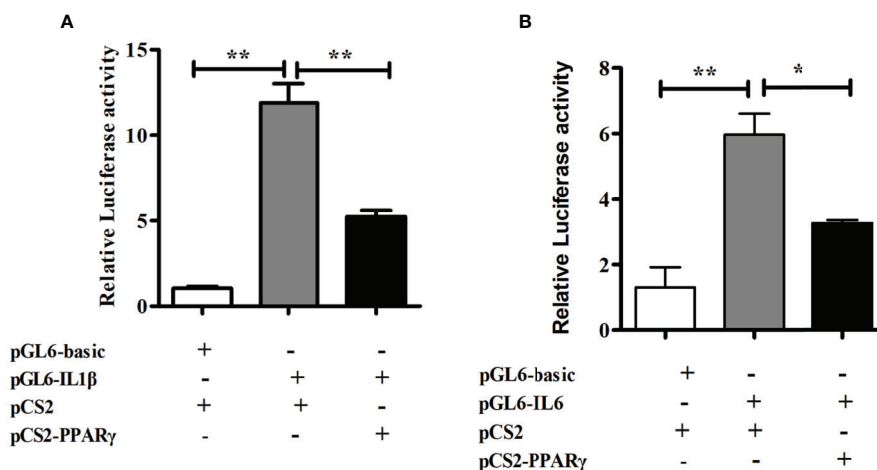 A
Relative Luciferase activity
15
10
5
0
** **
pGL6-basic + - -
pGL6-IL1β - + +
pCS2 + + -
pCS2-PPARγ - - +
B
Relative Luciferase activity
8
6
4
2
0
** *
pGL6-basic + - -
pGL6-IL6 - + +
pCS2 + + -
pCS2-PPARγ - - +